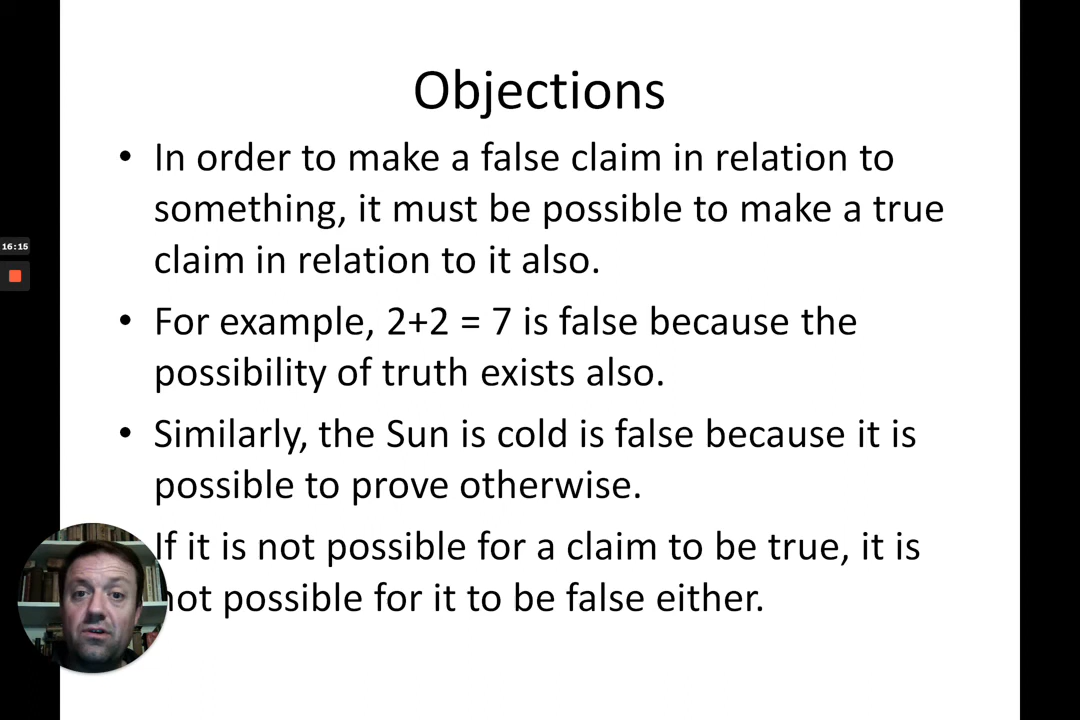 Objections
• In order to make a false claim in relation to
something, it must be possible to make a true
claim in relation to it also.
• For example, 2+2 = 7 is false because the
possibility of truth exists also.
• Similarly, the Sun is cold is false because it is
possible to prove otherwise.
If it is not possible for a claim to be true, it is
not possible for it to be false either.
16:15